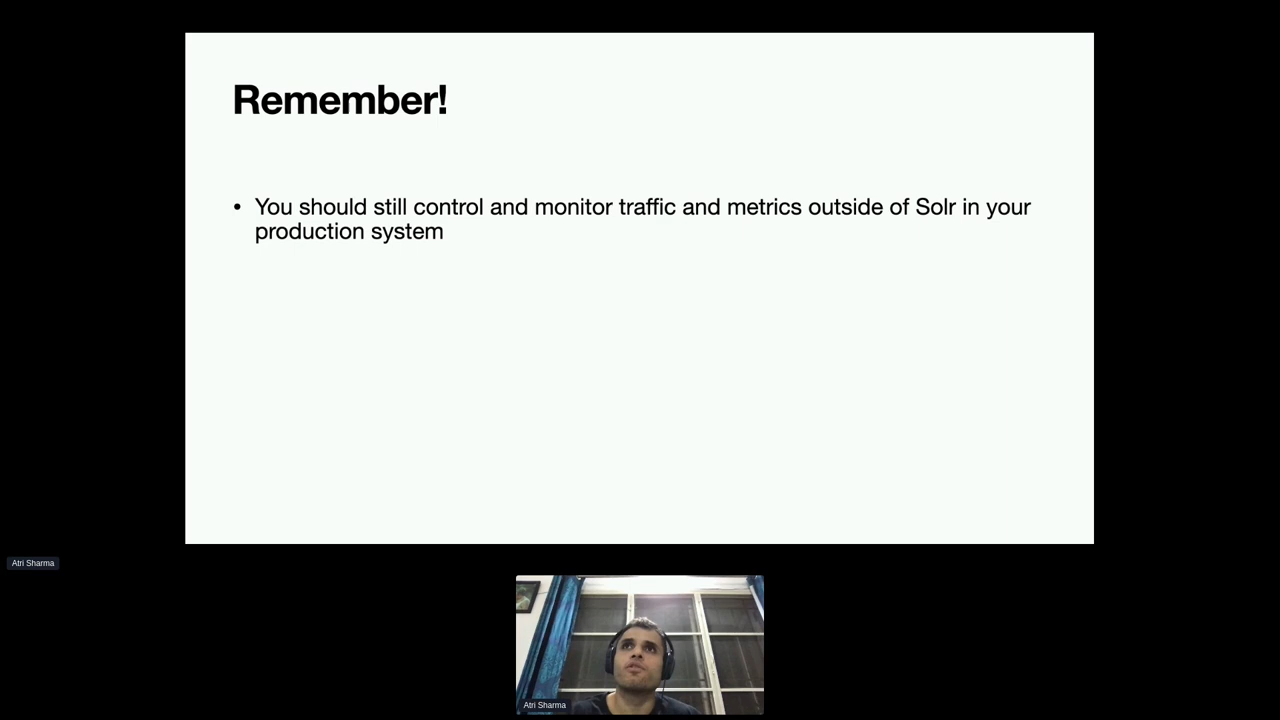 Remember!
• You should still control and monitor traffic and metrics outside of Solr in your
production system
Atri Sharma
Atri Sharma